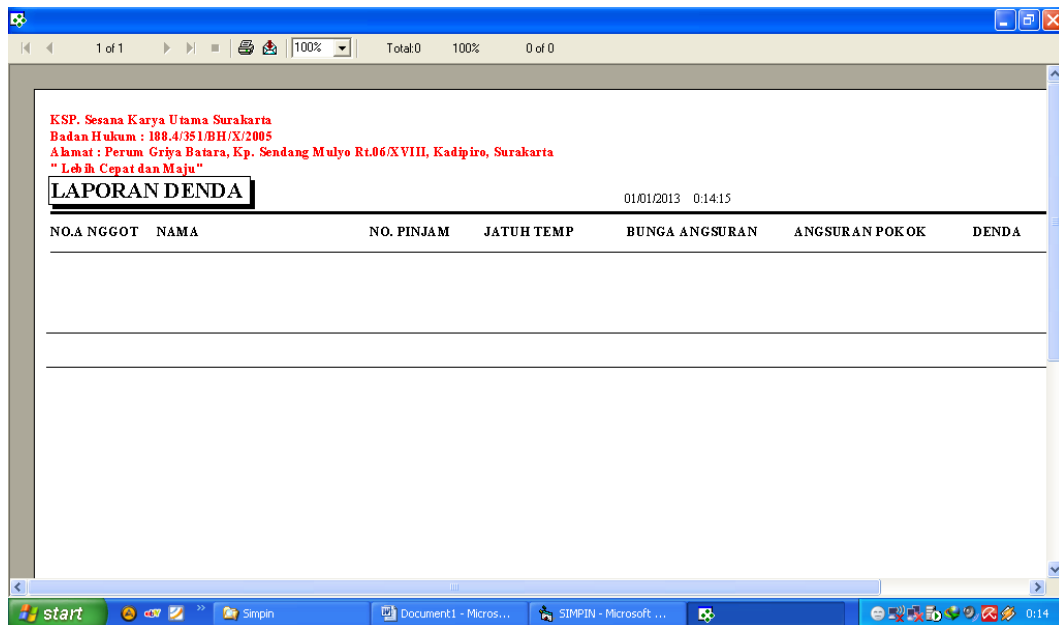 1 of 1 100% Total:0 100% 0 of 0
KSP. Sesana Karya Utama Surakarta
Badan Hukum : 188.4/351/BH/X/2005
Alamat : Perum Griya Batara, Kp. Sendang Mulyo Rt.06/XVIII, Kadipiro, Surakarta
" Lebih Cepat dan Maju"
LAPORAN DENDA
01/01/2013 0:14:15
NO.A NGGOT NAMA NO. PINJAM JATUH TEMP BUNGA ANGSURAN ANGSURAN POKOK DENDA
start Simpin Document1 - Micros... SIMPIN - Microsoft ... 0:14